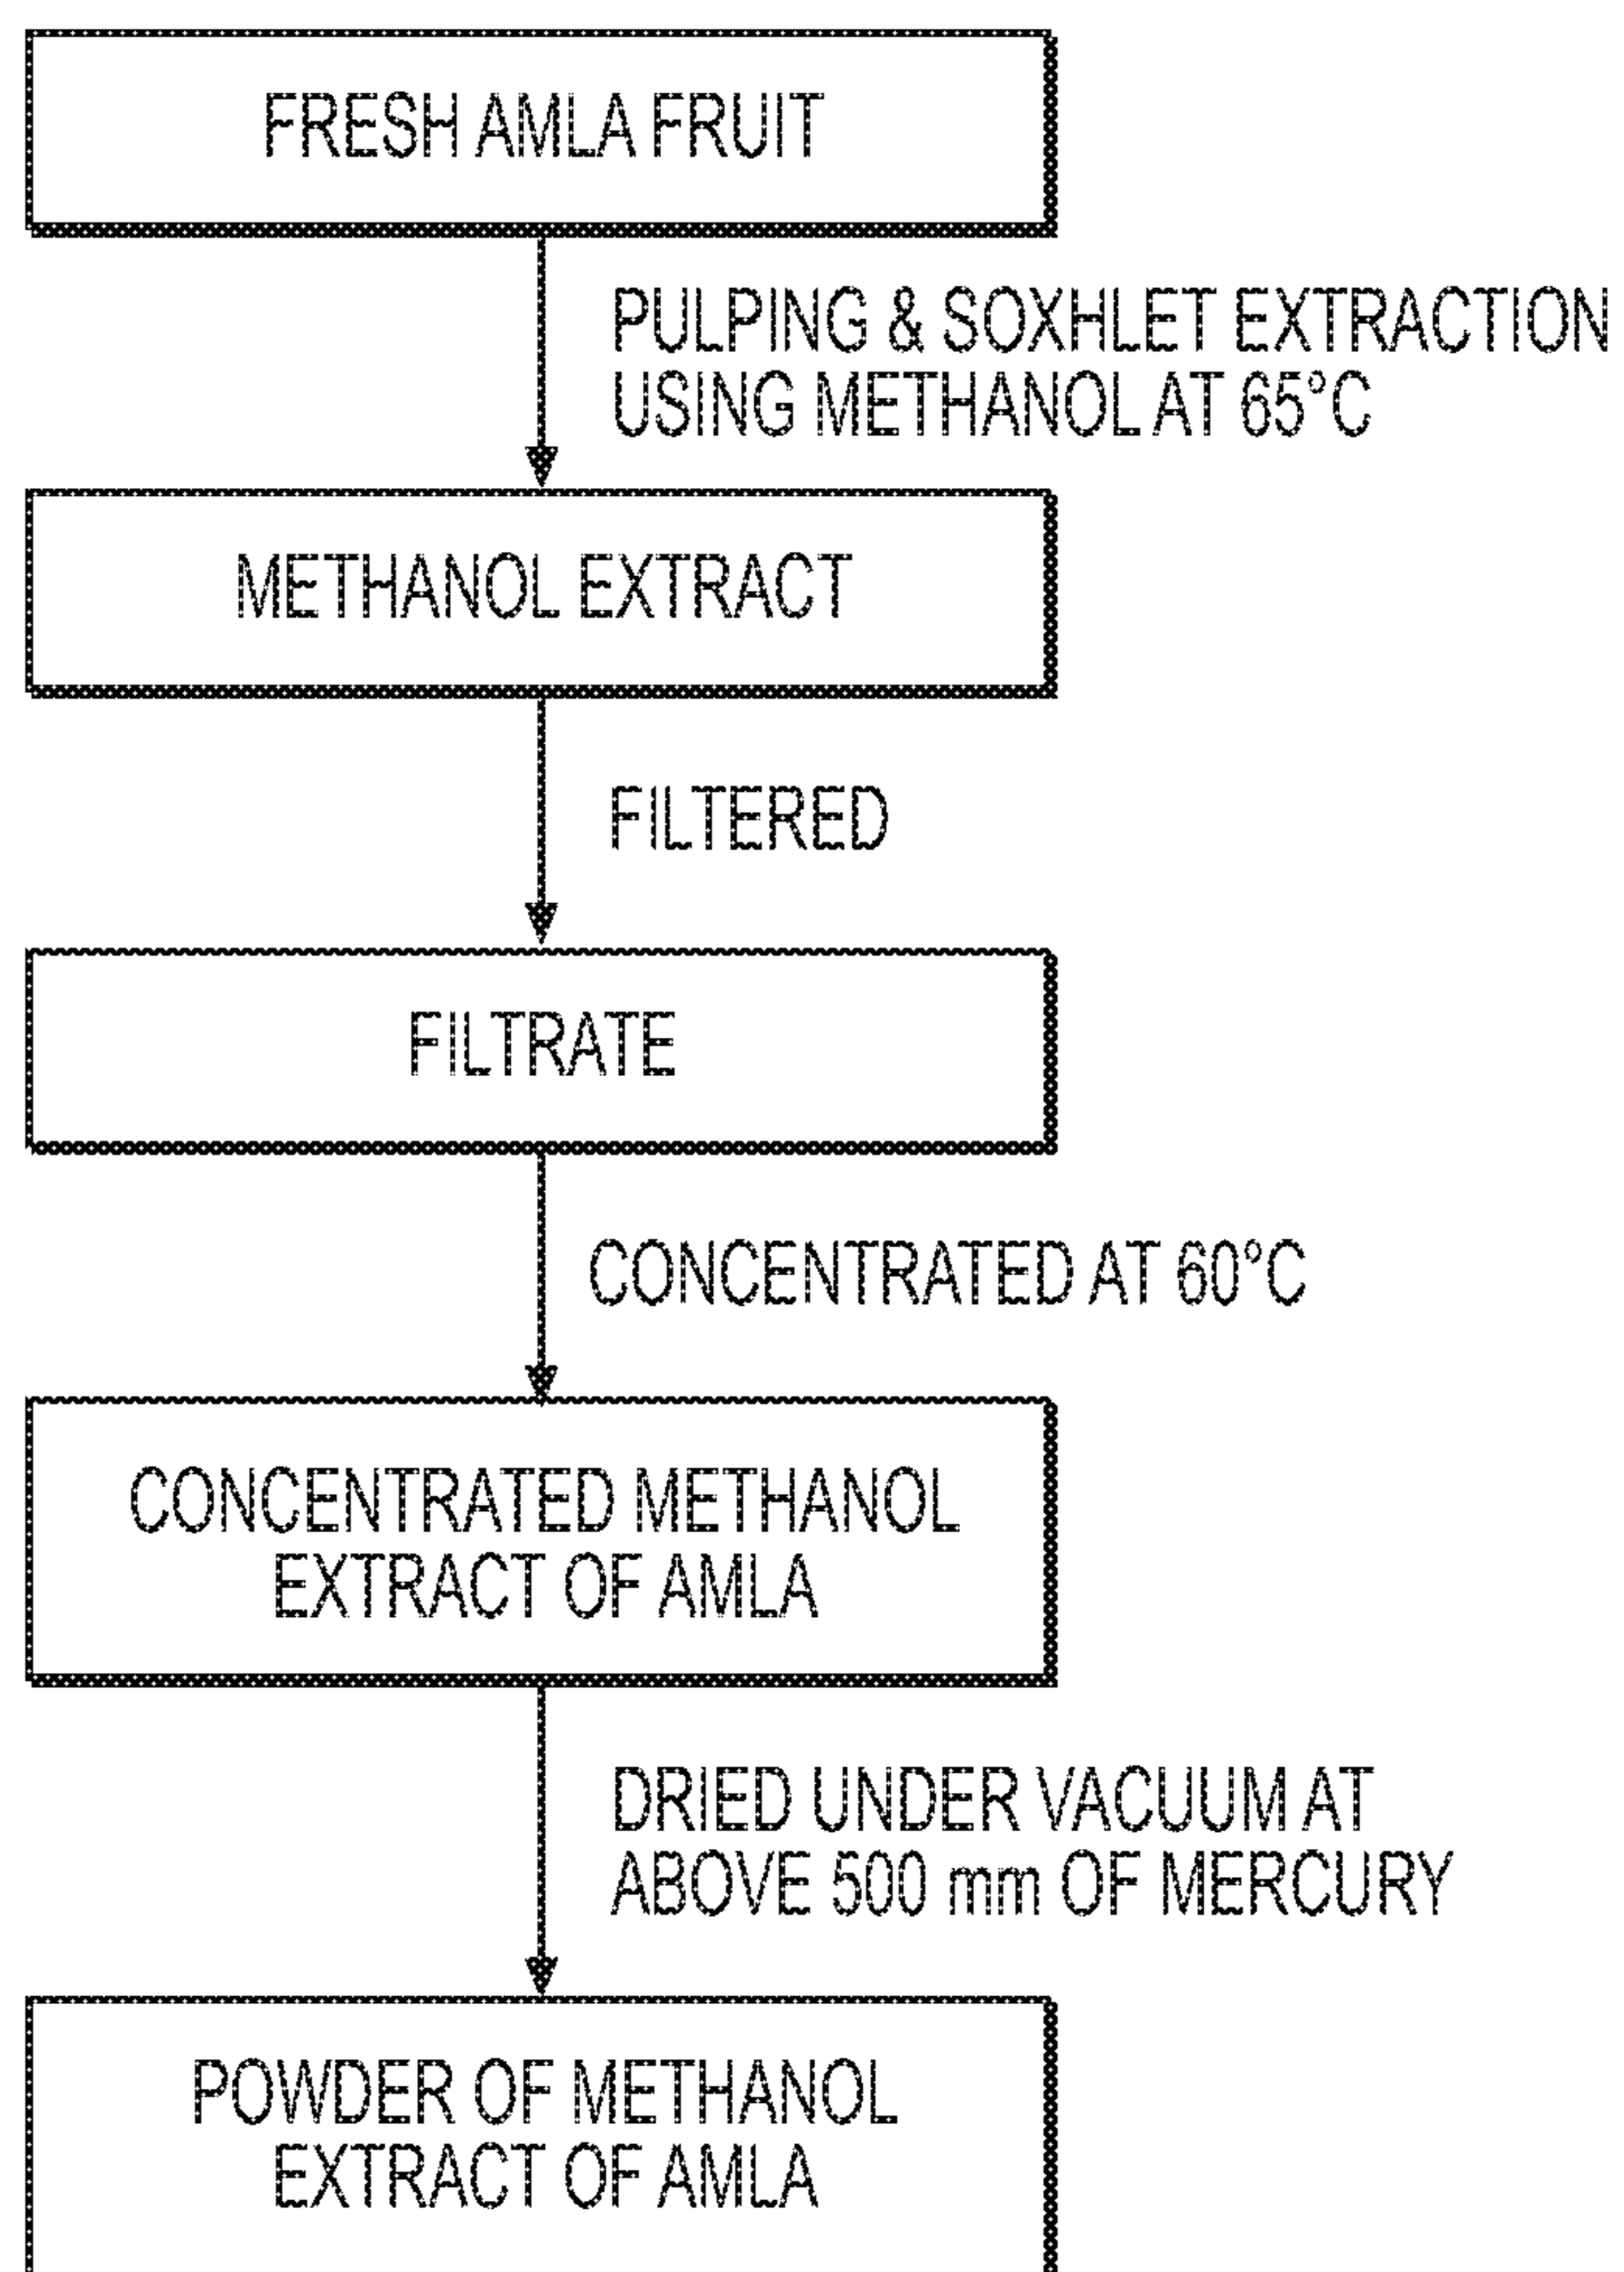 FRESH AMLA FRUIT
PULPING & SOXHLET EXTRACTION
USING METHANOL AT 65°C
METHANOL EXTRACT
FILTERED
FILTRATE
CONCENTRATED AT 60°C
CONCENTRATED METHANOL
EXTRACT OF AMLA
DRIED UNDER VACUUM AT
ABOVE 500 mm OF MERCURY
POWDER OF METHANOL
EXTRACT OF AMLA